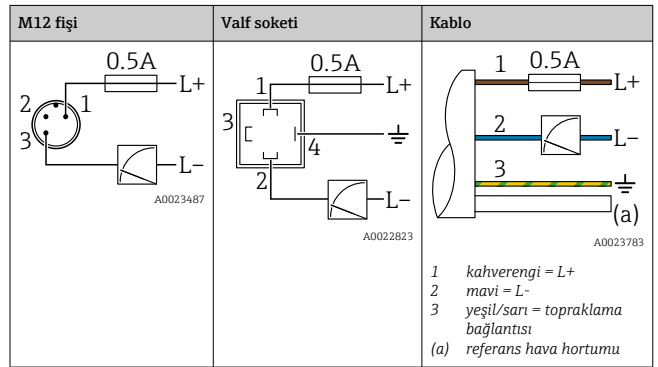 M12 fişi
Valf soketi
Kablo
0.5A
L+
2
1
3
L–
A0023487
0.5A
1
L+
3
4
2
L–
A0022823
1
0.5A
L+
2
L–
3
(a)
A0023783
1 kahverengi = L+
2 mavi = L-
3 yeşil/sarı = topraklama
bağlantısı
(a) referans hava hortumu